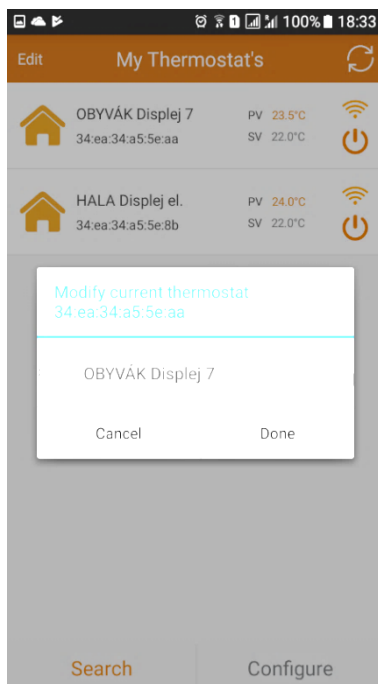 100% 18:33
Edit My Thermostat's
OBYVÁK Displej 7 PV 23.5°C
34:ea:34:a5:5e:aa SV 22.0°C
HALA Displej el. PV 24.0°C
34:ea:34:a5:5e:8b SV 22.0°C
Modify current thermostat
34:ea:34:a5:5e:aa
OBYVÁK Displej 7
Cancel Done
Search Configure